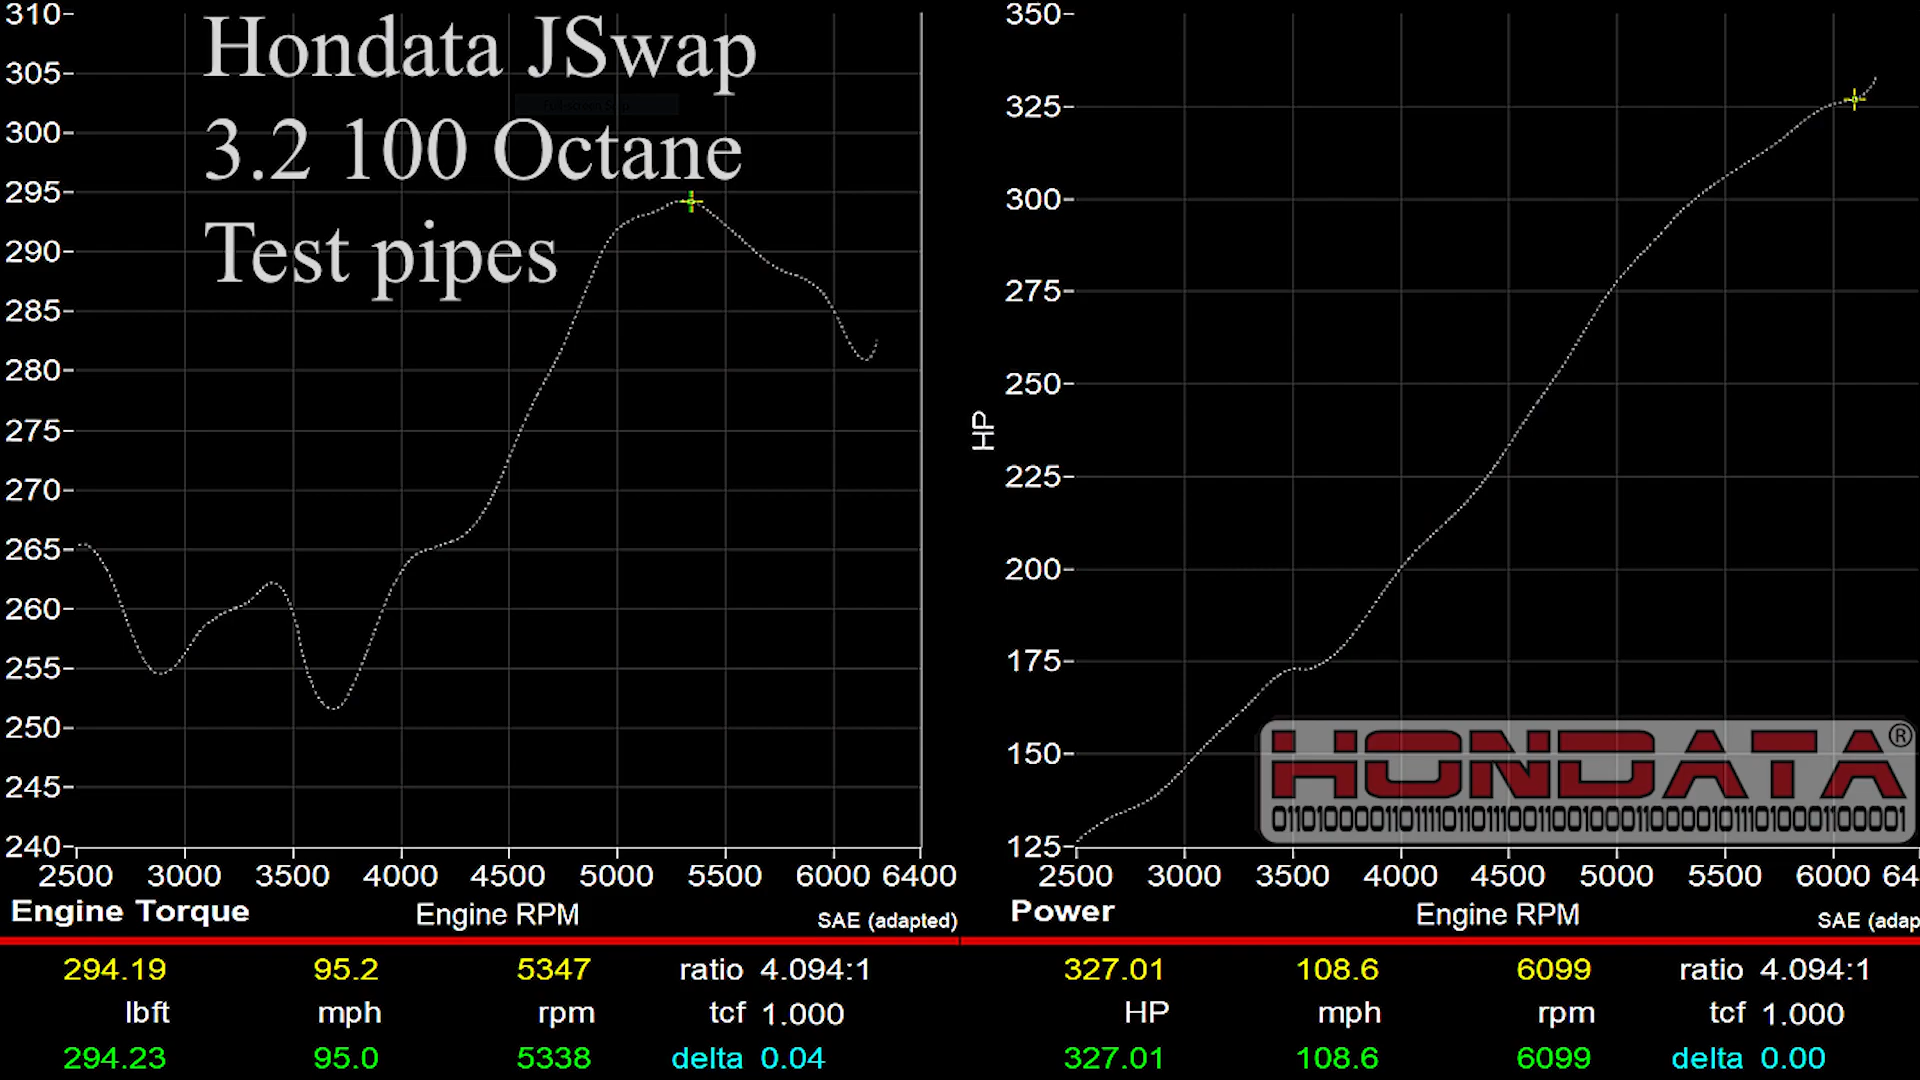 Hondata JSwap
3.2 100 Octane
Test pipes
310
305
300
295
290
285
280
275
270
265
260
255
250
245
240
2500 3000 3500 4000 4500 5000 5500 6000 6400
Engine Torque Engine RPM SAE (adapted)
350
325
300
275
250
225
200
175
150
125
HP
2500 3000 3500 4000 4500 5000 5500 6000 64
Power Engine RPM SAE (adap
HONDATA®
294.19 95.2 5347 ratio 4.094:1
lbft mph rpm tcf 1.000
294.23 95.0 5338 delta 0.04
327.01 108.6 6099 ratio 4.094:1
HP mph rpm tcf 1.000
327.01 108.6 6099 delta 0.00